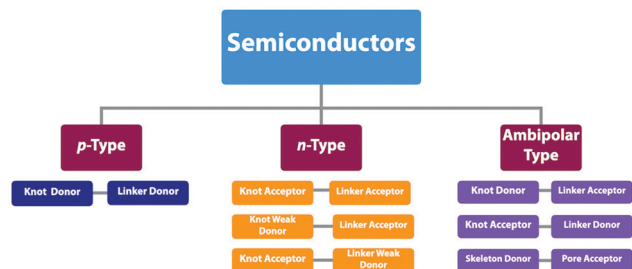 Semiconductors
p-Type
n-Type
Ambipolar
Type
Knot Donor
Linker Donor
Knot Acceptor
Linker Acceptor
Knot Donor
Linker Acceptor
Knot Weak
Donor
Linker Acceptor
Knot Acceptor
Linker Donor
Knot Acceptor
Linker Weak
Donor
Skeleton Donor
Pore Acceptor